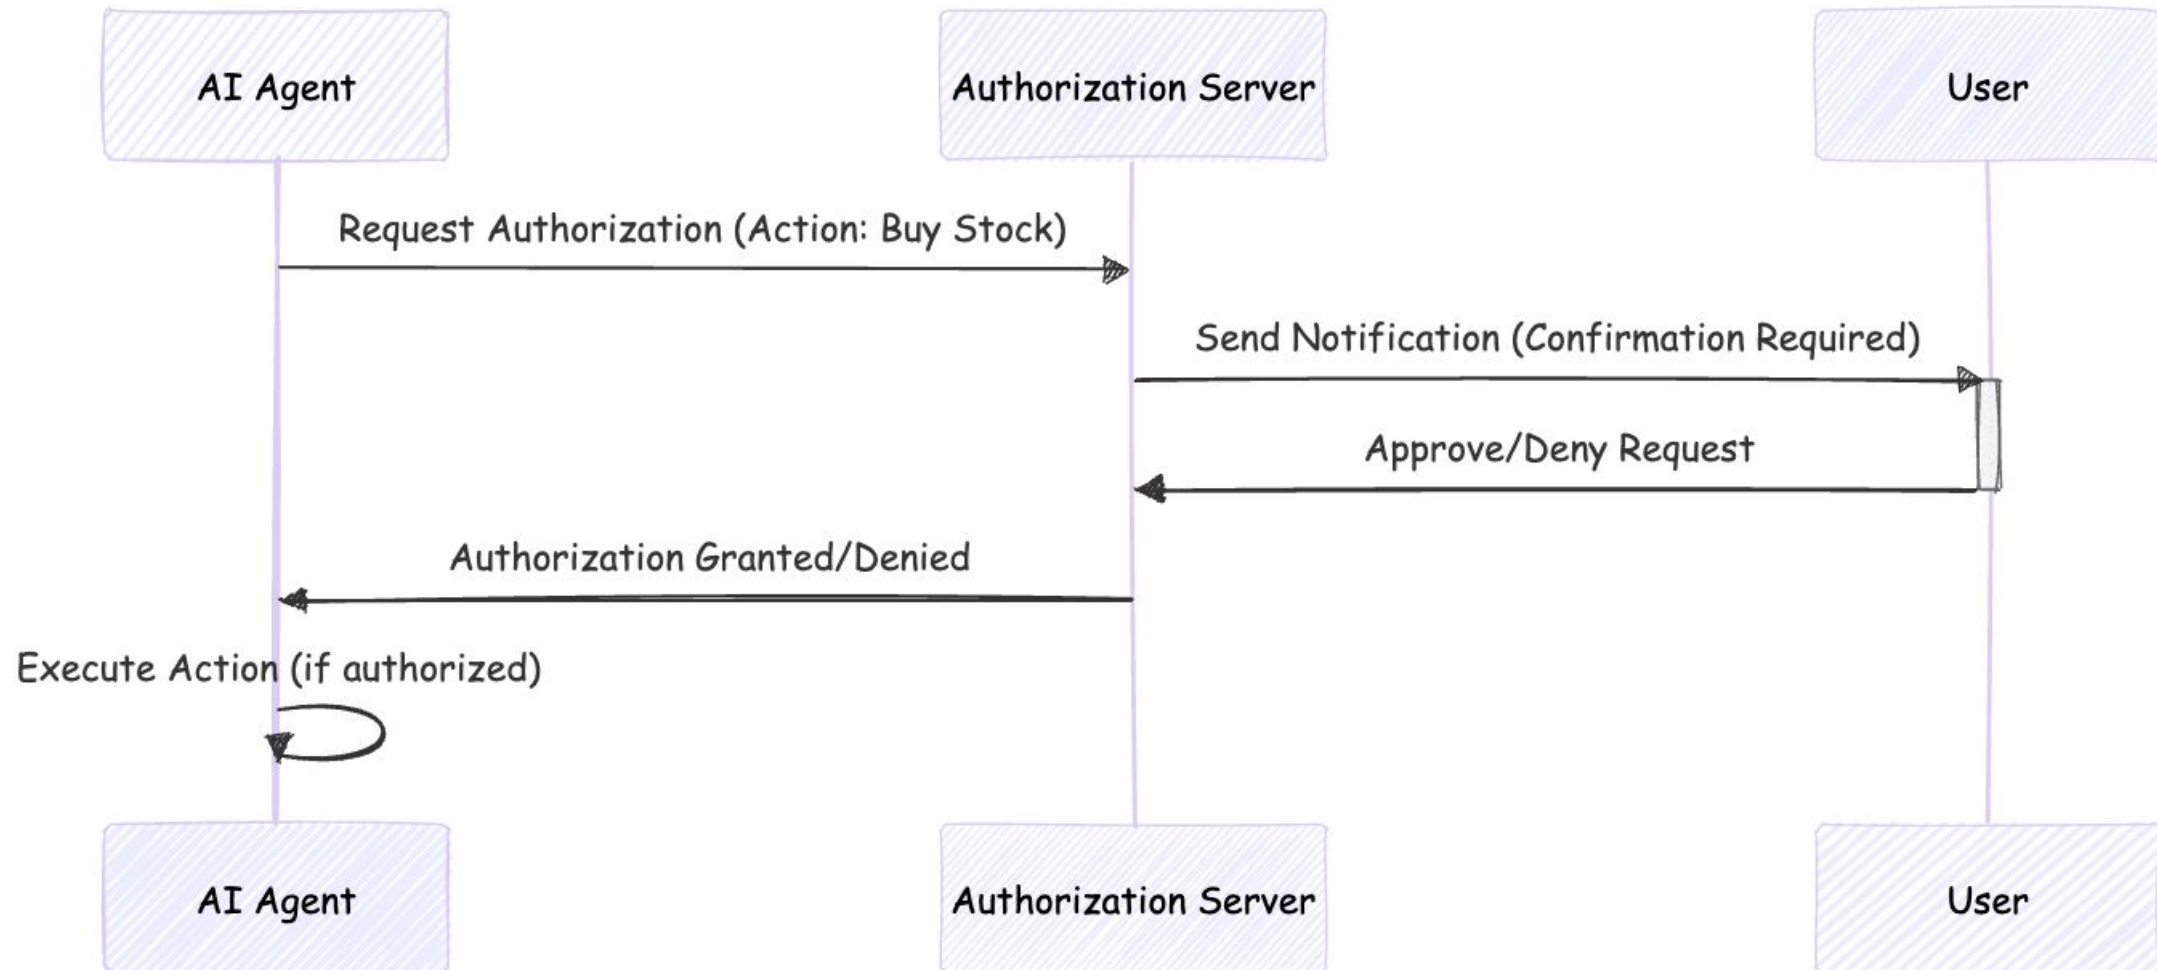 AI Agent
Authorization Server
User
Request Authorization (Action: Buy Stock)
Send Notification (Confirmation Required)
Approve/Deny Request
Authorization Granted/Denied
Execute Action (if authorized)
AI Agent
Authorization Server
User